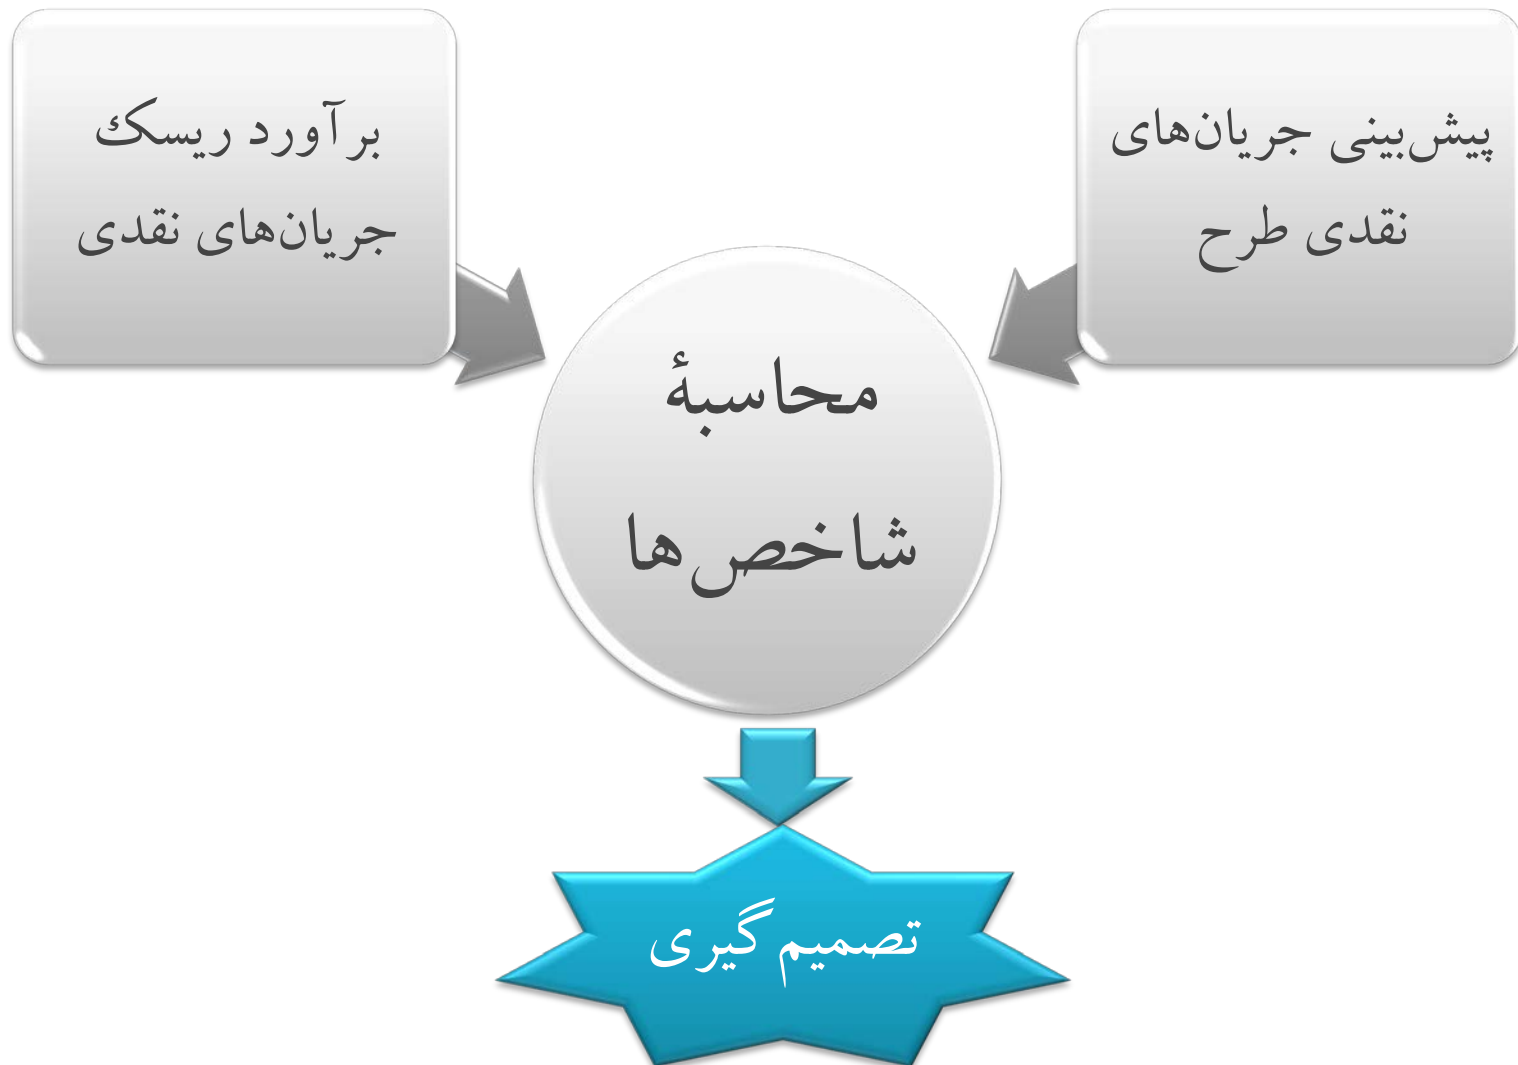 پیش‌بینی جریان‌های
نقدی طرح
برآورد ریسک
جریان‌های نقدی
محاسبهٔ
شاخص‌ها
تصمیم‌گیری